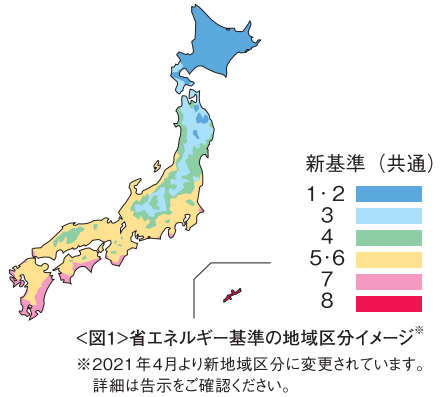 新基準（共通）
1・2
3
4
5・6
7
8
<図1>省エネルギー基準の地域区分イメージ※
※2021年4月より新地域区分に変更されています。
詳細は告示をご確認ください。